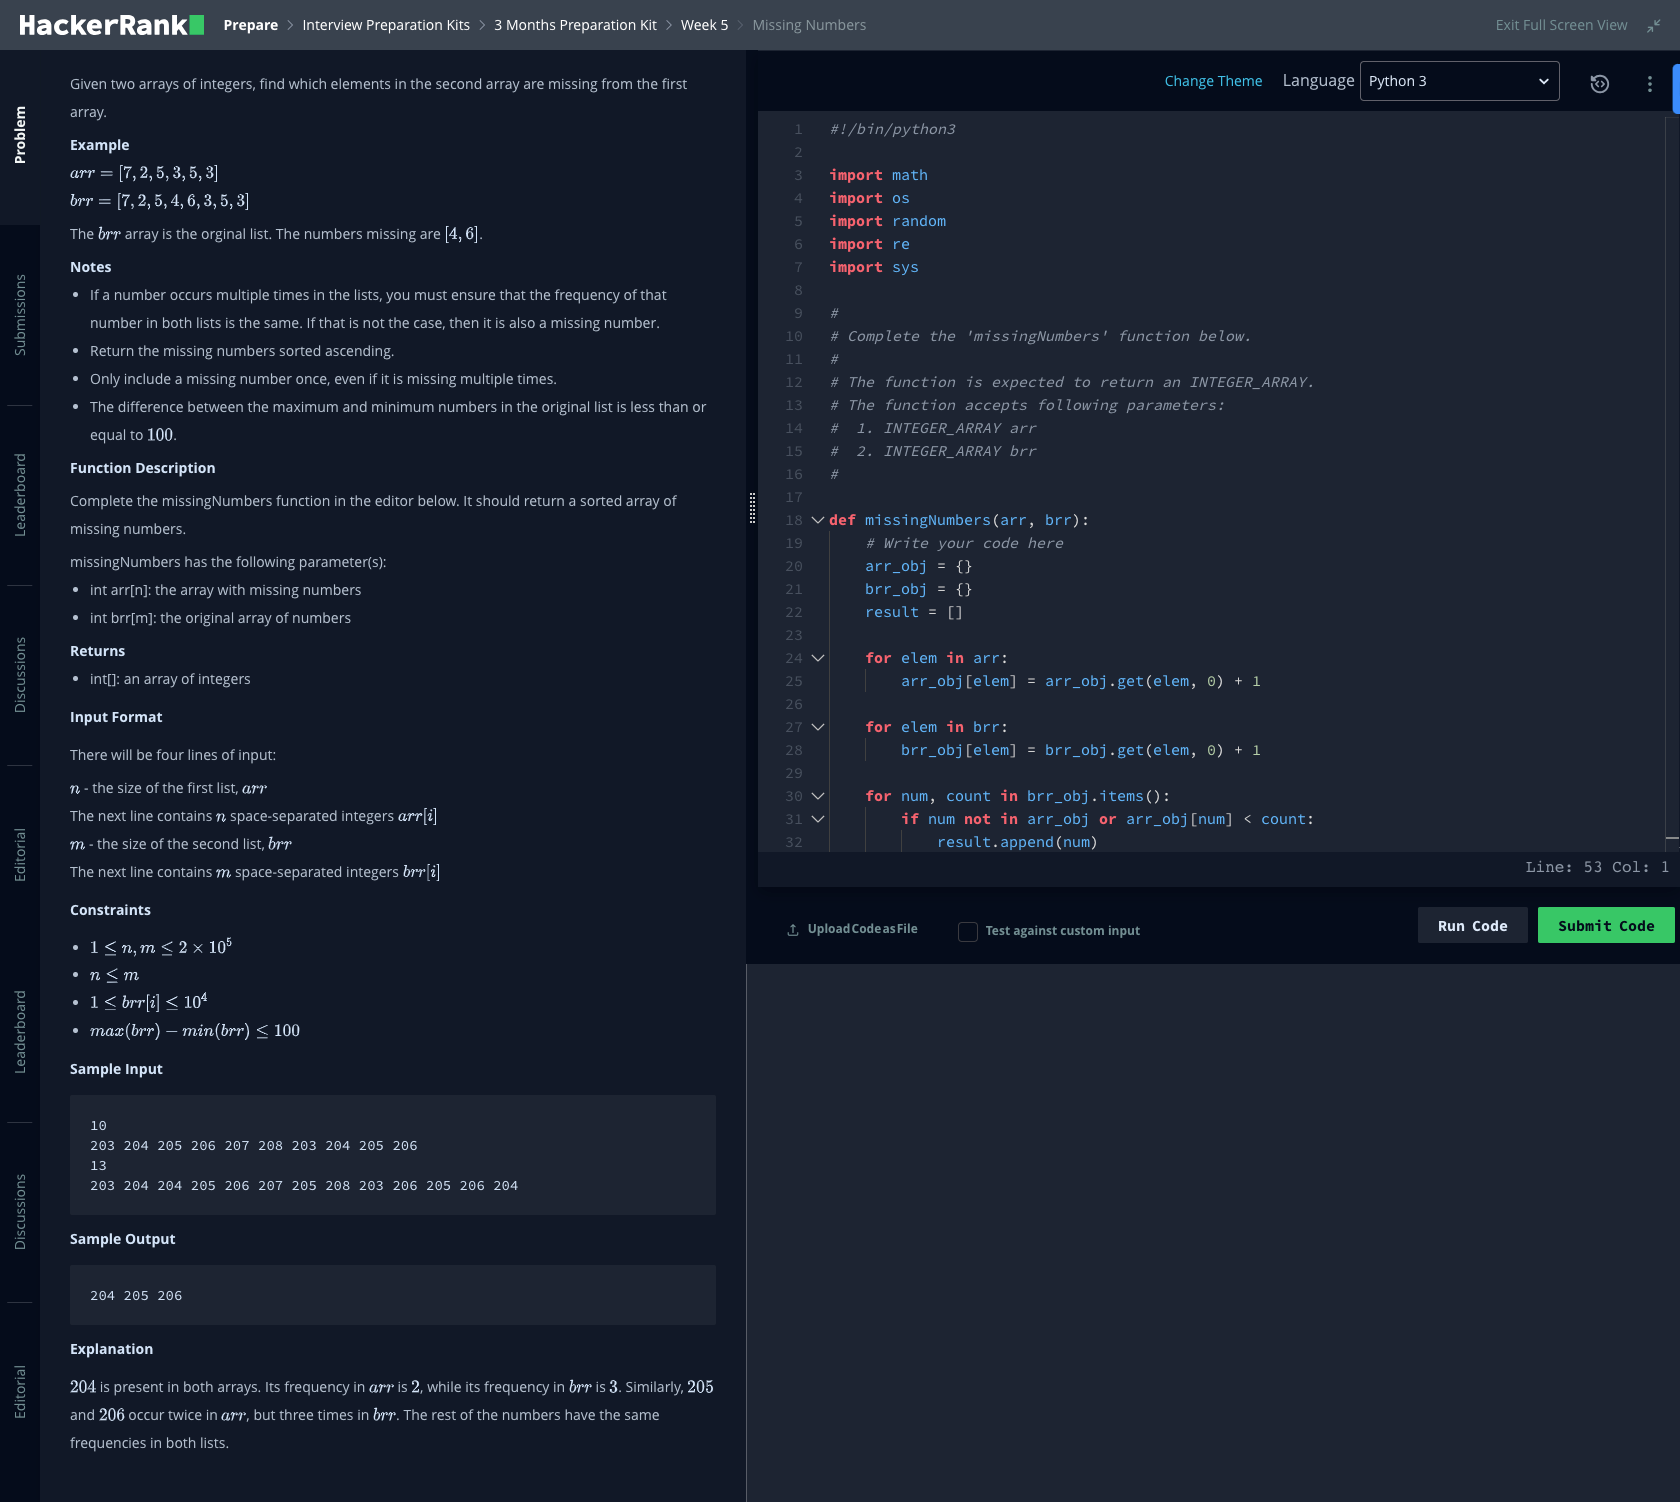 HackerRank
Prepare > Interview Preparation Kits > 3 Months Preparation Kit > Week 5 > Missing Numbers
Exit Full Screen View
Problem
Submissions
Leaderboard
Discussions
Editorial
Leaderboard
Discussions
Editorial
Given two arrays of integers, find which elements in the second array are missing from the first
array.
Example
arr = [7, 2, 5, 3, 5, 3]
brr = [7, 2, 5, 4, 6, 3, 5, 3]
The brr array is the orginal list. The numbers missing are [4, 6].
Notes
• If a number occurs multiple times in the lists, you must ensure that the frequency of that
number in both lists is the same. If that is not the case, then it is also a missing number.
• Return the missing numbers sorted ascending.
• Only include a missing number once, even if it is missing multiple times.
• The difference between the maximum and minimum numbers in the original list is less than or
equal to 100.
Function Description
Complete the missingNumbers function in the editor below. It should return a sorted array of
missing numbers.
missingNumbers has the following parameter(s):
• int arr[n]: the array with missing numbers
• int brr[m]: the original array of numbers
Returns
• int[]: an array of integers
Input Format
There will be four lines of input:
n - the size of the first list, arr
The next line contains n space-separated integers arr[i]
m - the size of the second list, brr
The next line contains m space-separated integers brr[i]
Constraints
• 1 ≤ n, m ≤ 2 × 10⁵
• n ≤ m
• 1 ≤ brr[i] ≤ 10⁴
• max(brr) − min(brr) ≤ 100
Sample Input
10
203 204 205 206 207 208 203 204 205 206
13
203 204 204 205 206 207 205 208 203 206 205 206 204
Sample Output
204 205 206
Explanation
204 is present in both arrays. Its frequency in arr is 2, while its frequency in brr is 3. Similarly, 205
and 206 occur twice in arr, but three times in brr. The rest of the numbers have the same
frequencies in both lists.
Change Theme Language Python 3
1 #!/bin/python3
2
3 import math
4 import os
5 import random
6 import re
7 import sys
8
9 #
10 # Complete the 'missingNumbers' function below.
11 #
12 # The function is expected to return an INTEGER_ARRAY.
13 # The function accepts following parameters:
14 #  1. INTEGER_ARRAY arr
15 #  2. INTEGER_ARRAY brr
16 #
17
18 def missingNumbers(arr, brr):
19     # Write your code here
20     arr_obj = {}
21     brr_obj = {}
22     result = []
23
24     for elem in arr:
25         arr_obj[elem] = arr_obj.get(elem, 0) + 1
26
27     for elem in brr:
28         brr_obj[elem] = brr_obj.get(elem, 0) + 1
29
30     for num, count in brr_obj.items():
31         if num not in arr_obj or arr_obj[num] < count:
32             result.append(num)
Line: 53 Col: 1
Upload Code as File
Test against custom input
Run Code
Submit Code